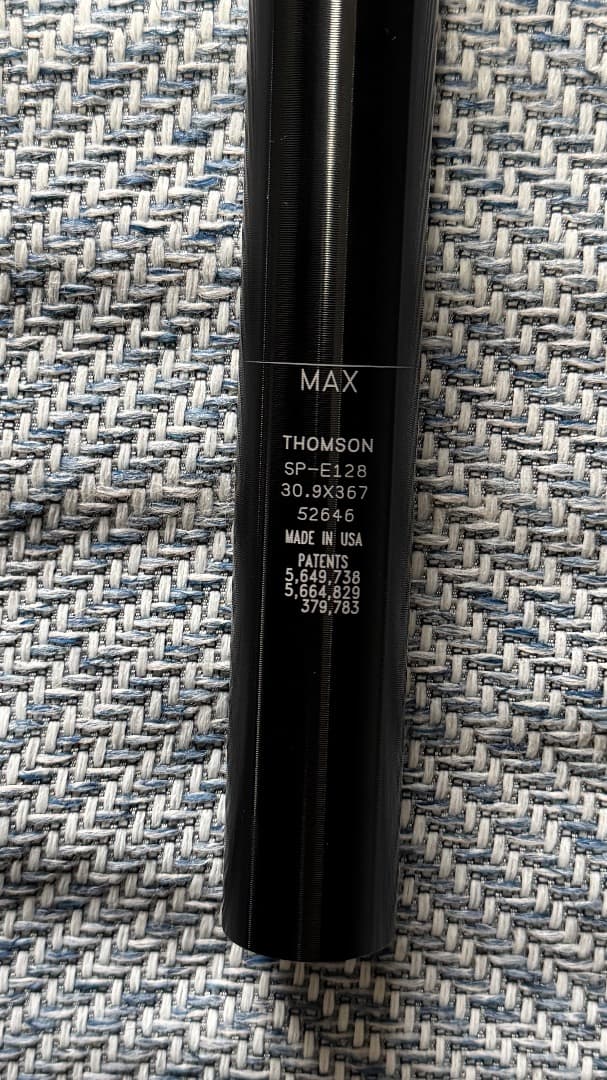 MAX
THOMSON
SP-E128
30.9X367
52646
MADE IN USA
PATENTS
5,649,738
5,664,829
379,783